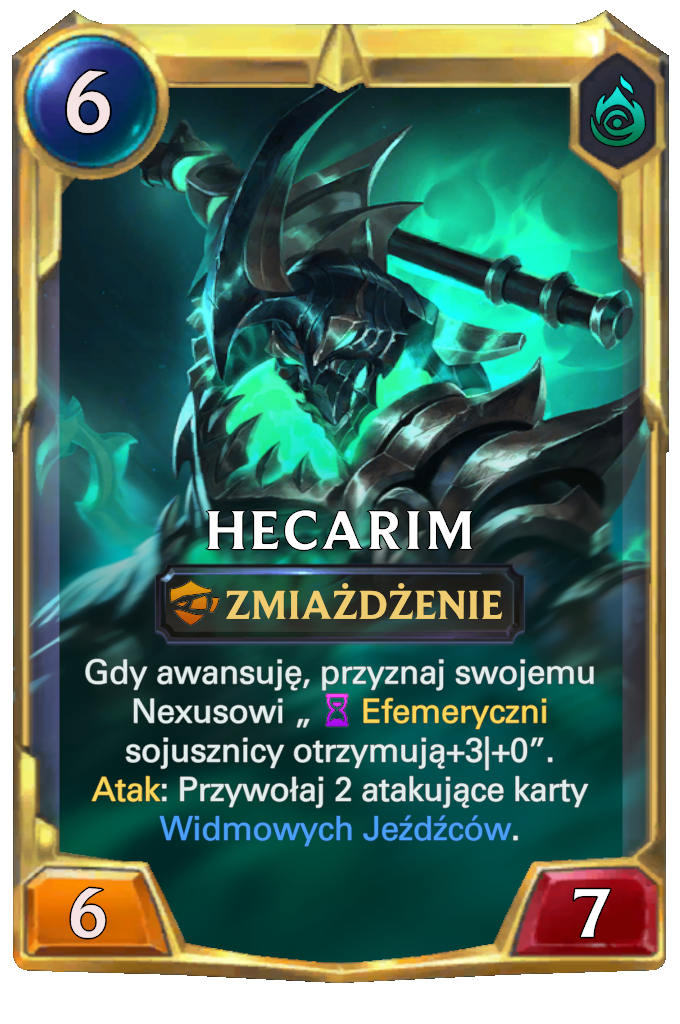 6
HECARIM
ZMIAŻDŻENIE
Gdy awansuję, przyznaj swojemu
Nexusowi „ Efemeryczni
sojusznicy otrzymują+3|+0”.
Atak: Przywołaj 2 atakujące karty
Widmowych Jeźdźców.
6
7